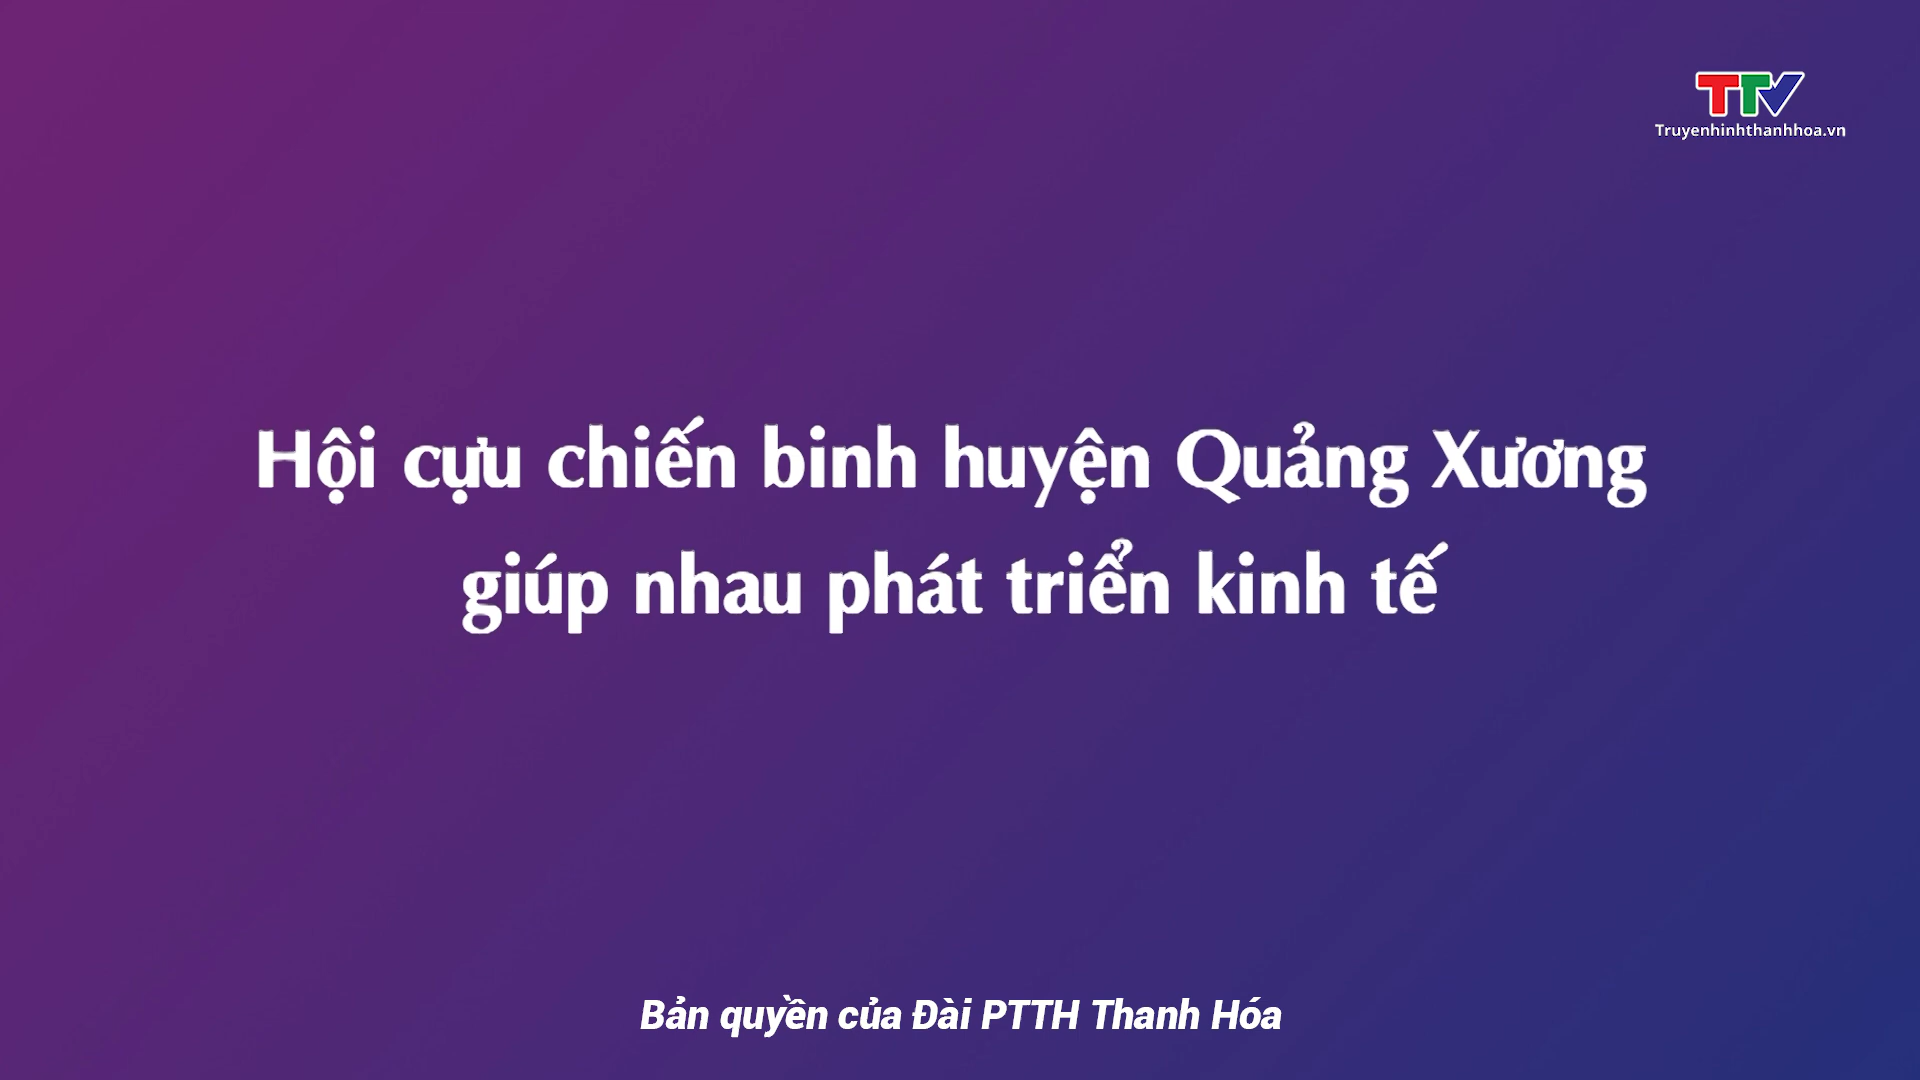 TTV
Truyenhinhthanhhoa.vn
Hội cựu chiến binh huyện Quảng Xương
giúp nhau phát triển kinh tế
Bản quyền của Đài PTTH Thanh Hóa